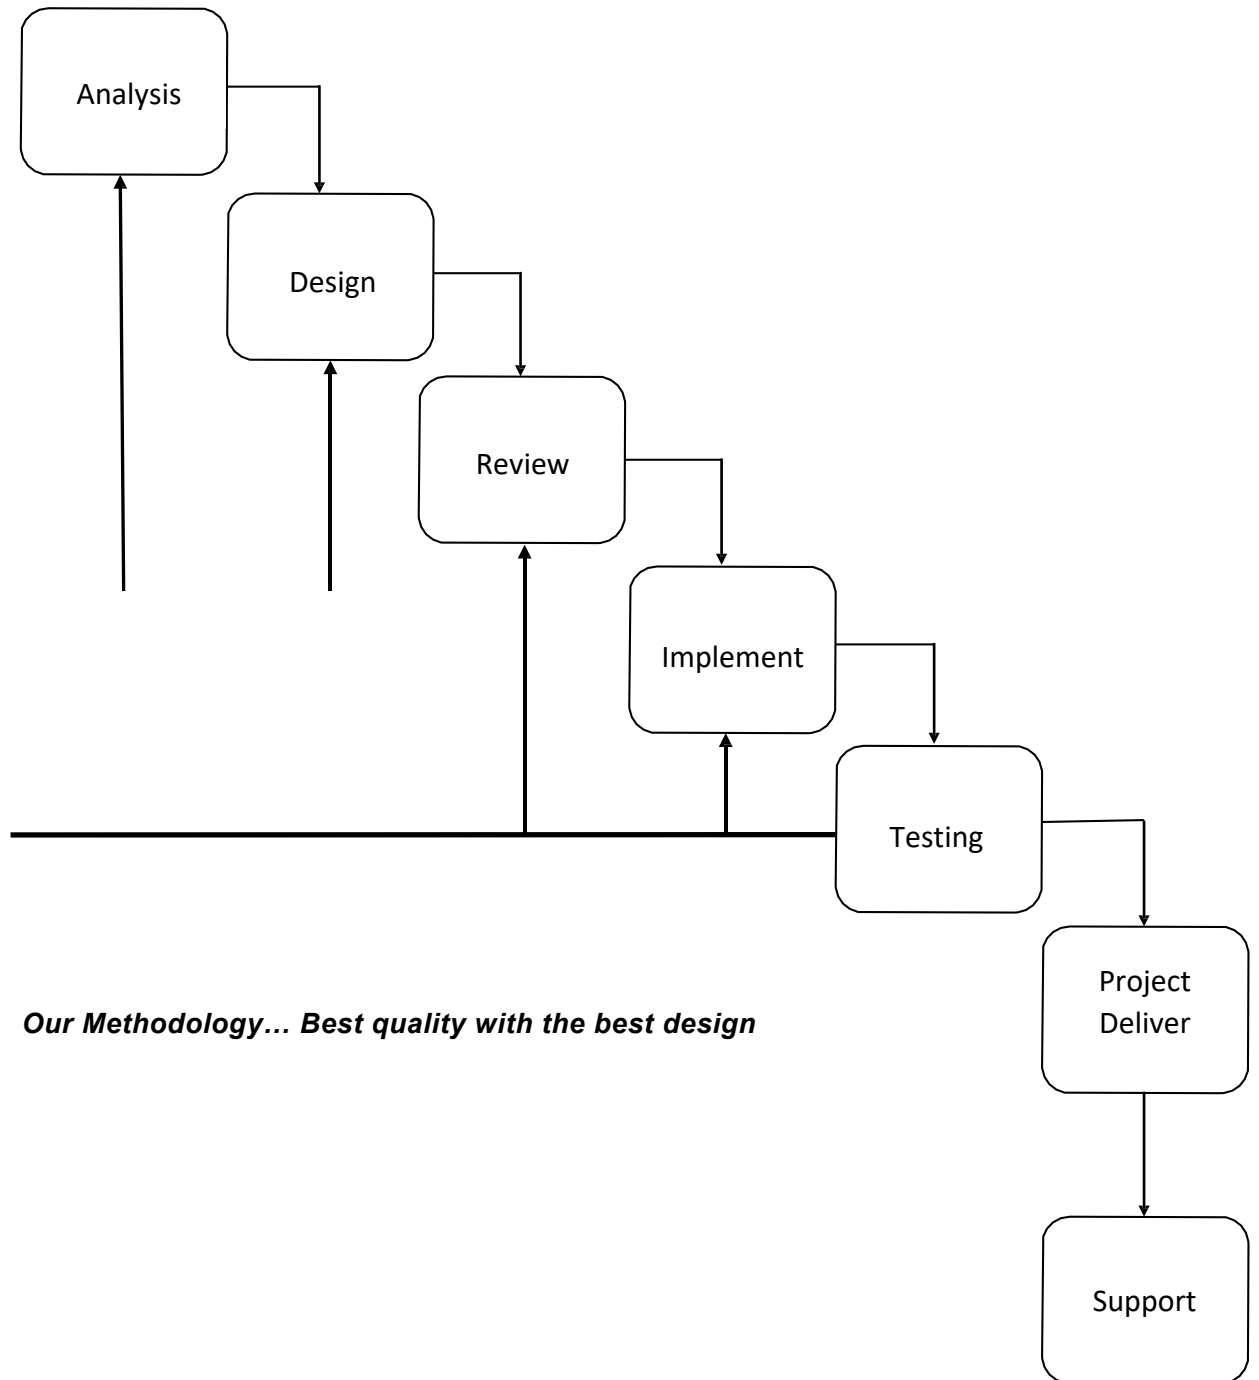 Analysis
Design
Review
Implement
Testing
Project
Deliver
Our Methodology… Best quality with the best design
Support